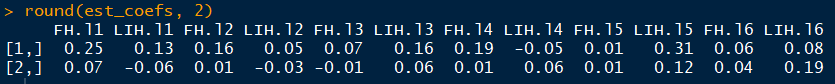 > round(est_coefs, 2)
FH.l1 LIH.l1 FH.l2 LIH.l2 FH.l3 LIH.l3 FH.l4 LIH.l4 FH.l5 LIH.l5 FH.l6 LIH.l6
[1,] 0.25 0.13 0.16 0.05 0.07 0.16 0.19 -0.05 0.01 0.31 0.06 0.08
[2,] 0.07 -0.06 0.01 -0.03 -0.01 0.06 0.01 0.06 0.01 0.12 0.04 0.19